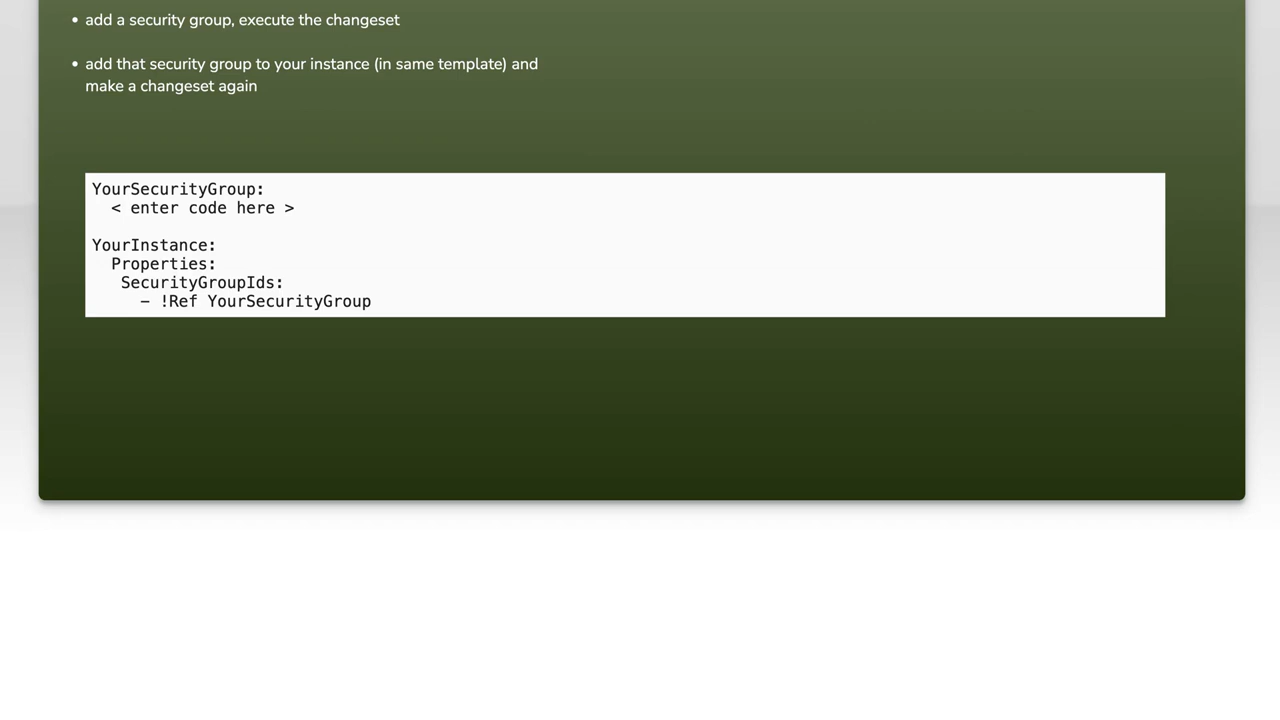 • add a security group, execute the changeset
• add that security group to your instance (in same template) and
make a changeset again
YourSecurityGroup:
  < enter code here >
YourInstance:
  Properties:
   SecurityGroupIds:
     - !Ref YourSecurityGroup